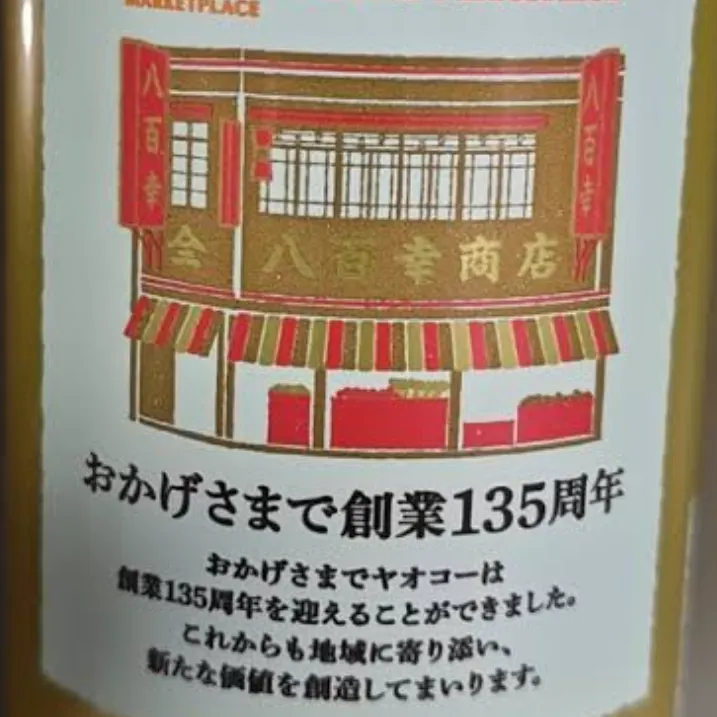 MARKETPLACE
八百幸
八百幸
全 八百幸商店
おかげさまで創業135周年
おかげさまでヤオコーは
創業135周年を迎えることができました。
これからも地域に寄り添い、
新たな価値を創造してまいります。